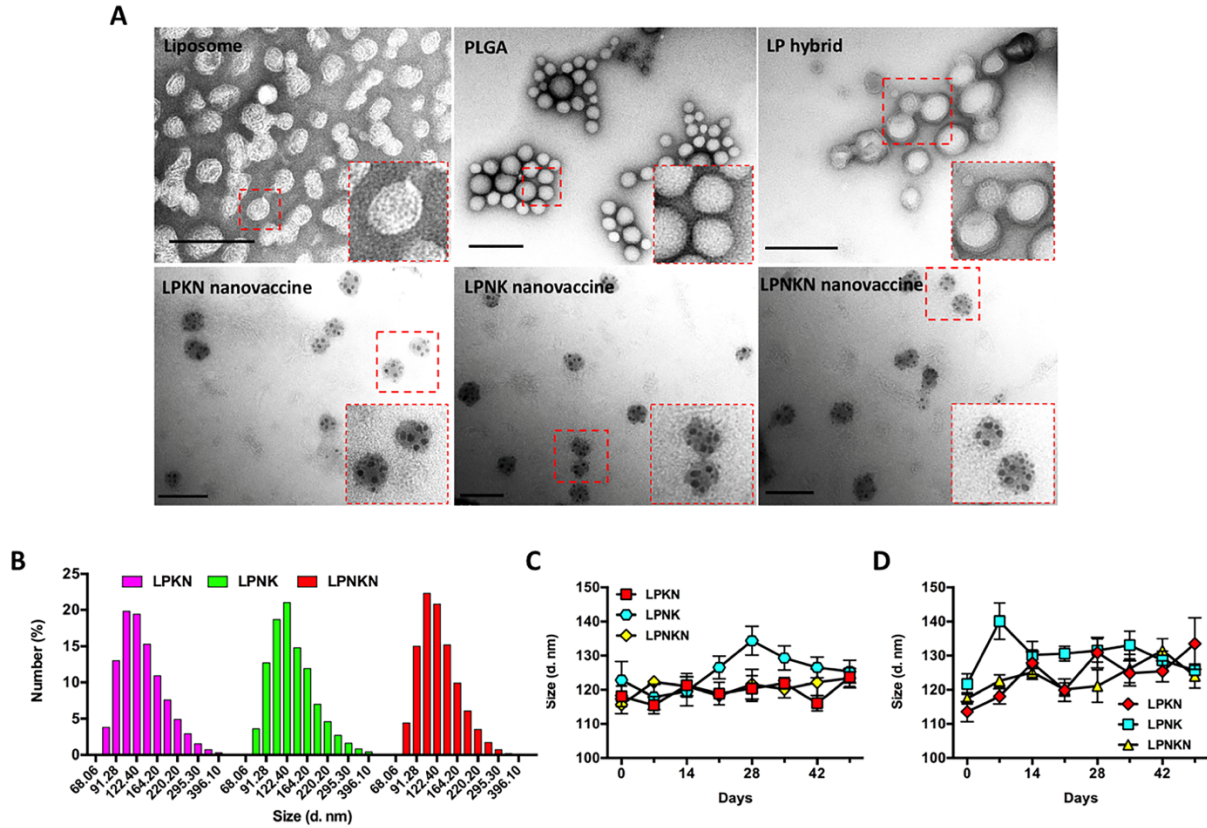 A
Liposome
PLGA
LP hybrid
LPKN nanovaccine
LPNK nanovaccine
LPNKN nanovaccine
B
LPKN LPNK LPNKN
25
20
15
10
5
0
Number (%)
68.06 91.28 122.40 164.20 220.20 295.30 396.10 68.06 91.28 122.40 164.20 220.20 295.30 396.10 68.06 91.28 122.40 164.20 220.20 295.30 396.10
Size (d. nm)
C
LPKN
LPNK
LPNKN
150
140
130
120
110
100
Size (d. nm)
0 14 28 42
Days
D
150
140
130
120
110
100
Size (d. nm)
LPKN
LPNK
LPNKN
0 14 28 42
Days